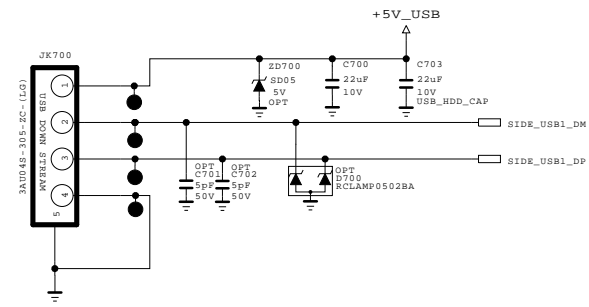 +5V_USB
JK700
3AU04S-305-ZC-(LG)
USB DOWN STREAM
1
2
3
4
5
ZD700
SD05
5V
OPT
C700
22uF
10V
C703
22uF
10V
USB_HDD_CAP
SIDE_USB1_DM
SIDE_USB1_DP
OPT
C701
5pF
50V
OPT
C702
5pF
50V
OPT
D700
RCLAMP0502BA